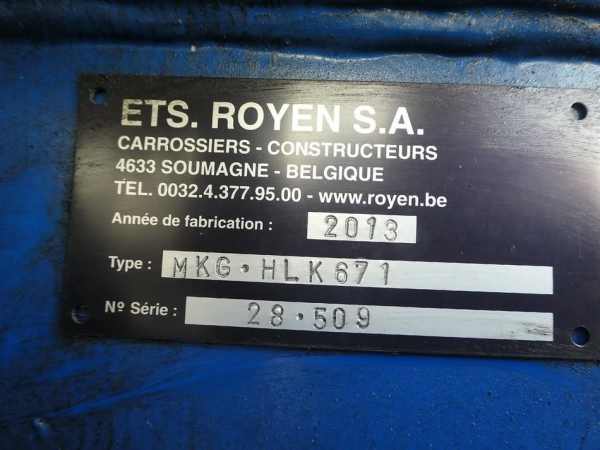 ETS. ROYEN S.A.
CARROSSIERS - CONSTRUCTEURS
4633 SOUMAGNE - BELGIQUE
TEL. 0032.4.377.95.00 - www.royen.be
Année de fabrication : 2013
Type : MKG·HLK671
Nº Série : 28·509